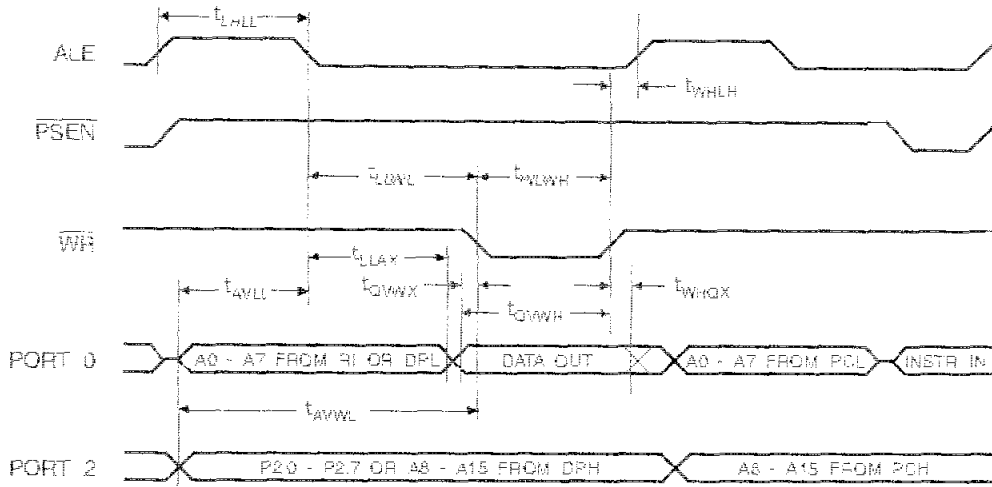 tLHLL
ALE
tWHLH
PSEN
tLLWL
tWLWH
WR
tLLAX
tAVLL
tQVWX
tWHQX
tQVWH
PORT 0
A0 - A7 FROM RI OR DPL
DATA OUT
A0 - A7 FROM PCL
INSTR IN
tAVWL
PORT 2
P2.0 - P2.7 OR A8 - A15 FROM DPH
A8 - A15 FROM PCH